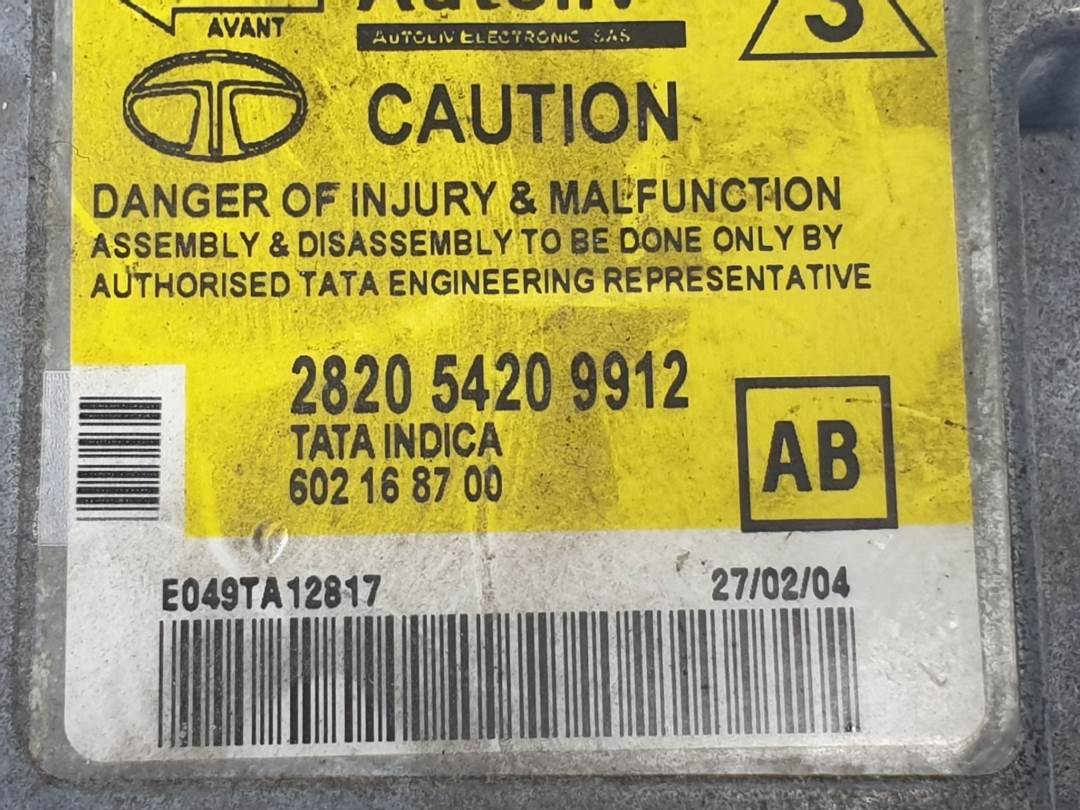 AVANT
Autoliv
AUTOLIV ELECTRONIC SAS
3
CAUTION
DANGER OF INJURY & MALFUNCTION
ASSEMBLY & DISASSEMBLY TO BE DONE ONLY BY
AUTHORISED TATA ENGINEERING REPRESENTATIVE
2820 5420 9912
TATA INDICA
602 16 87 00
AB
E049TA12817
27/02/04